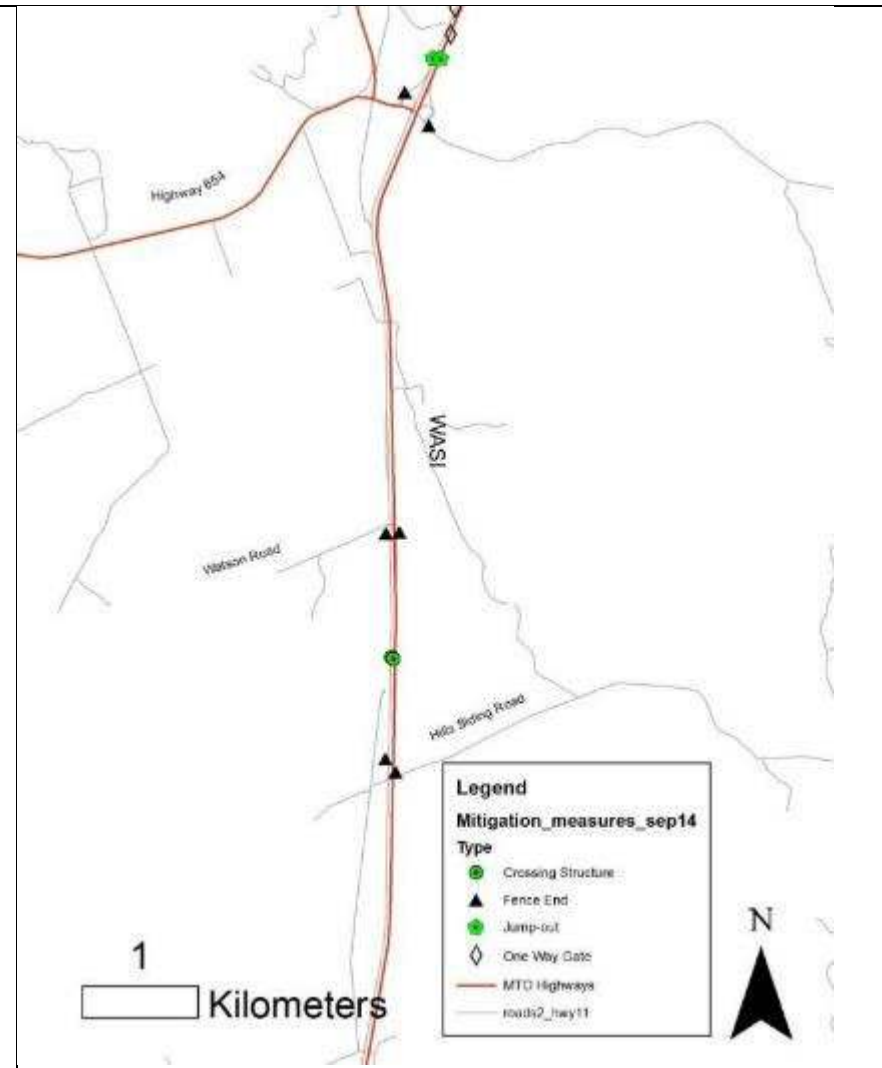 Highway 654
WASI
Watson Road
Hills Siding Road
Legend
Mitigation_measures_sep14
Type
Crossing Structure
Fence End
Jump-out
One Way Gate
MTO Highways
roads2_hwy11
N
1
Kilometers